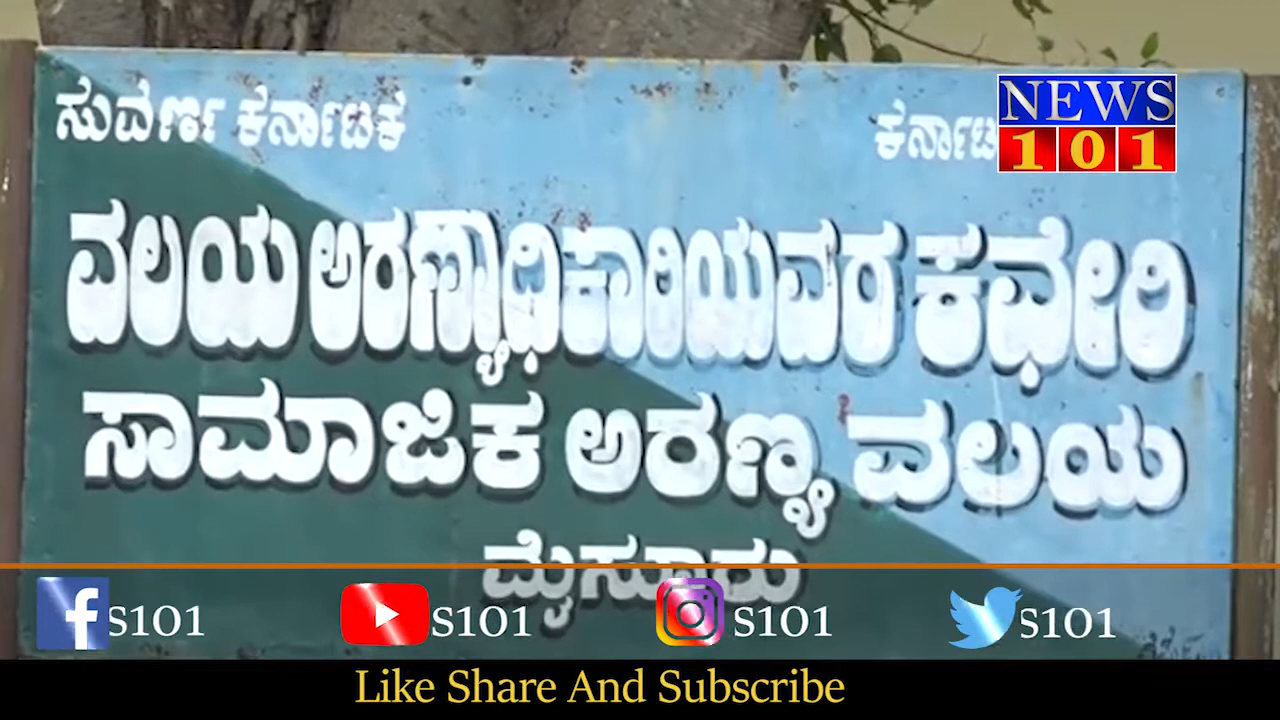 ಸುವರ್ಣ ಕರ್ನಾಟಕ
NEWS
101
ವಲಯ ಅರಣ್ಯಾಧಿಕಾರಿಯವರ ಕಛೇರಿ
ಸಾಮಾಜಿಕ ಅರಣ್ಯ ವಲಯ
ಮೈಸೂರು
S101 S101 S101 S101
Like Share And Subscribe